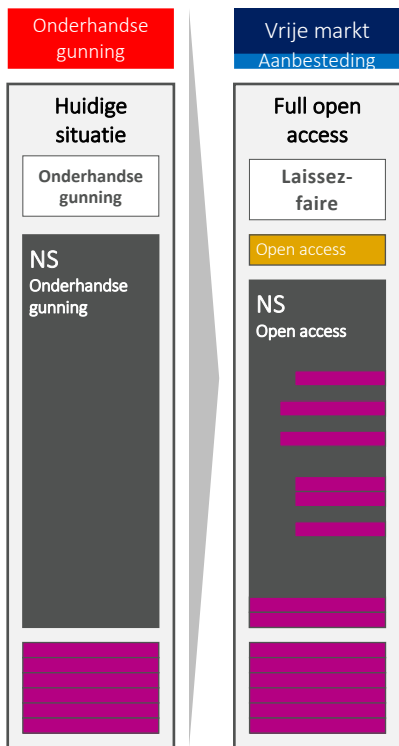 Onderhandse
gunning
Huidige
situatie
Onderhandse
gunning
NS
Onderhandse
gunning
Vrije markt
Aanbesteding
Full open
access
Laissez-
faire
Open access
NS
Open access